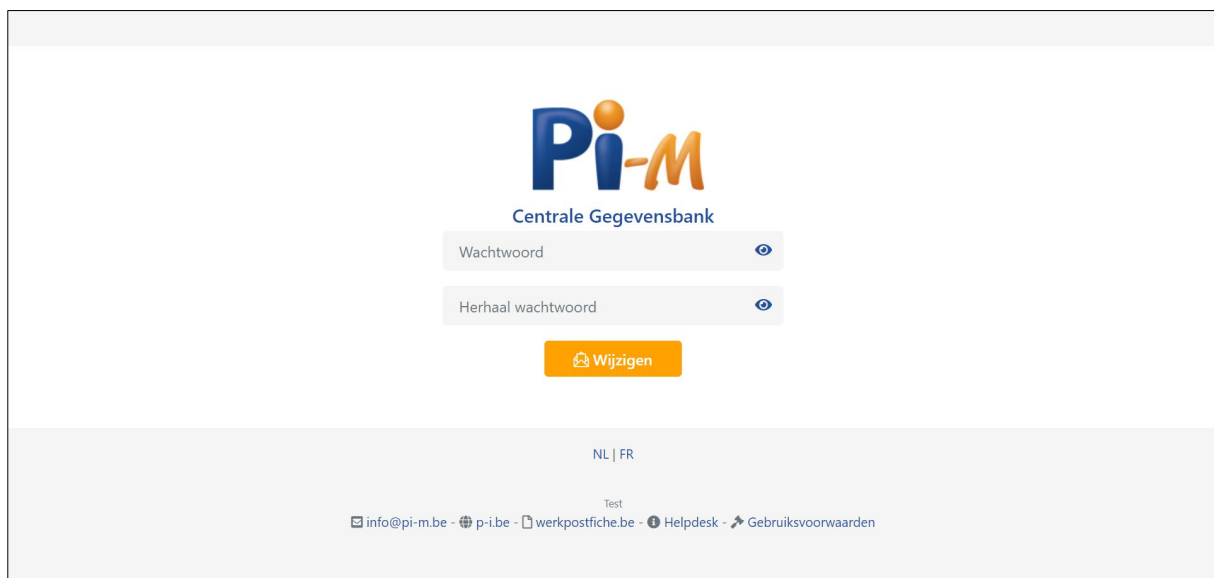 Pi-M
Centrale Gegevensbank
Wachtwoord
Herhaal wachtwoord
Wijzigen
NL | FR
Test
info@pi-m.be - p-i.be - werkpostfiche.be - Helpdesk - Gebruiksvoorwaarden